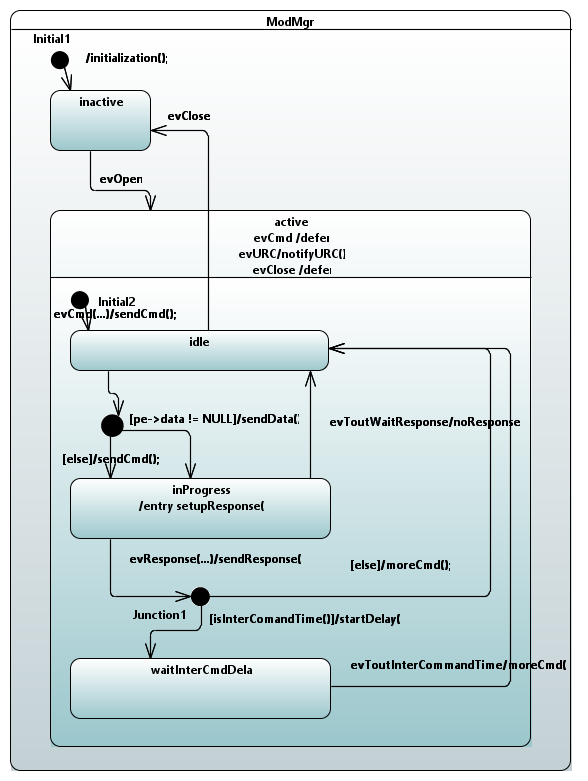 ModMgr
Initial1
/initialization();
inactive
evClose
evOpen
active
evCmd /defer
evURC/notifyURC()
evClose /defer
Initial2
evCmd(...)/sendCmd();
idle
[pe->data != NULL]/sendData(
evToutWaitResponse/noResponse
[else]/sendCmd();
inProgress
/entry setupResponse(
evResponse(...)/sendResponse(
[else]/moreCmd();
Junction1
[isInterComandTime()]/startDelay(
waitInterCmdDela
evToutInterCommandTime/moreCmd(